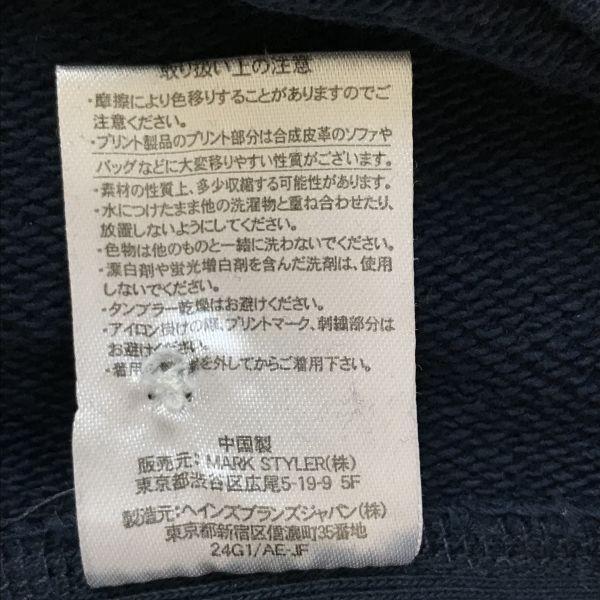 取り扱い上の注意
・摩擦により色移りすることがありますのでご
注意ください。
・プリント製品のプリント部分は合成皮革のソファや
バッグなどに大変移りやすい性質がございます。
・素材の性質上、多少収縮する可能性があります。
・水につけたまま他の洗濯物と重ね合わせたり、
放置しないようにしてください。
・色物は他のものと一緒に洗わないでください。
・漂白剤や蛍光増白剤を含んだ洗剤は、使用
しないでください。
・タンブラー乾燥はお避けください。
・アイロン掛けの際、プリントマーク、刺繍部分は
お避けください。
・着用 を外してからご着用下さい。
中国製
販売元:MARK STYLER(株)
東京都渋谷区広尾5-19-9 5F
製造元:ヘインズブランズジャパン(株)
東京都新宿区信濃町35番地
24G1/AE-JF